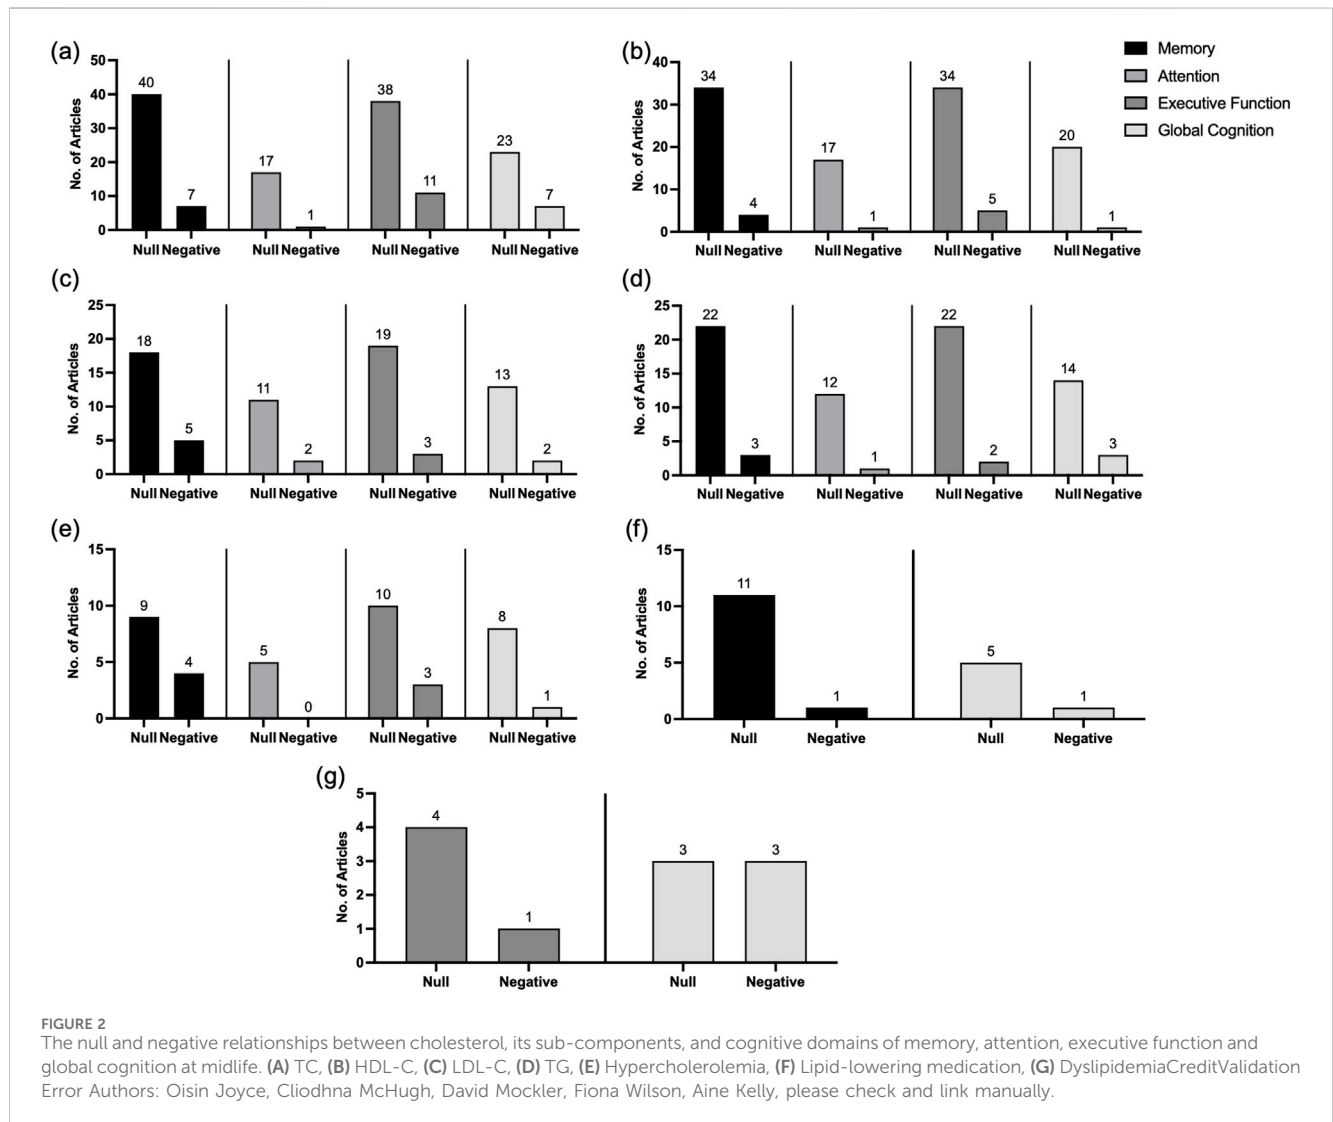 (a)
50
40
30
20
10
0
No. of Articles
40
7
17
1
38
11
23
7
Null Negative Null Negative Null Negative Null Negative
(b)
40
30
20
10
0
No. of Articles
34
4
17
1
34
5
20
1
Null Negative Null Negative Null Negative Null Negative
Memory
Attention
Executive Function
Global Cognition
(c)
25
20
15
10
5
0
No. of Articles
18
5
11
2
19
3
13
2
Null Negative Null Negative Null Negative Null Negative
(d)
25
20
15
10
5
0
No. of Articles
22
3
12
1
22
2
14
3
Null Negative Null Negative Null Negative Null Negative
(e)
15
10
5
0
No. of Articles
9
4
5
0
10
3
8
1
Null Negative Null Negative Null Negative Null Negative
(f)
15
10
5
0
No. of Articles
11
1
5
1
Null Negative Null Negative
(g)
5
4
3
2
1
0
No. of Articles
4
1
3
3
Null Negative Null Negative
FIGURE 2
The null and negative relationships between cholesterol, its sub-components, and cognitive domains of memory, attention, executive function and
global cognition at midlife. (A) TC, (B) HDL-C, (C) LDL-C, (D) TG, (E) Hypercholerolemia, (F) Lipid-lowering medication, (G) DyslipidemiaCreditValidation
Error Authors: Oisin Joyce, Cliodhna McHugh, David Mockler, Fiona Wilson, Aine Kelly, please check and link manually.